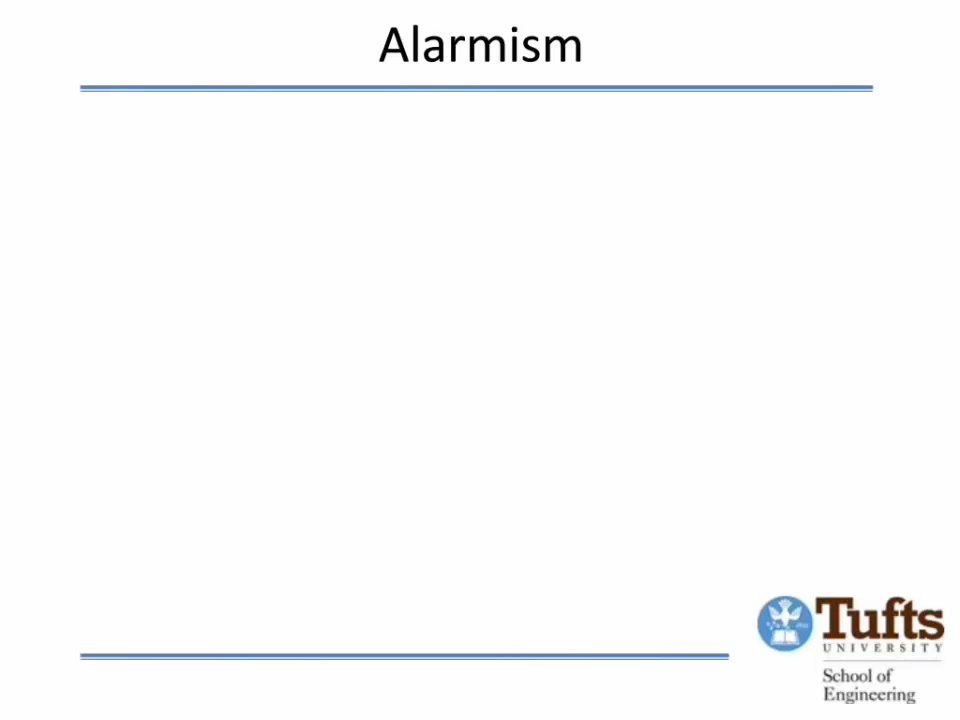 Alarmism
Tufts
UNIVERSITY
School of
Engineering